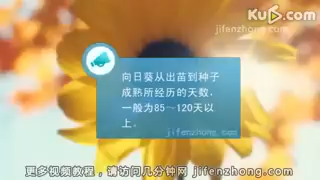 Ku6.com
jifenzhong.com
向日葵从出苗到种子
成熟所经历的天数，
一般为85～120天以
上.
jifenzhong.com
更多视频教程，请访问几分钟网 jifenzhong.com